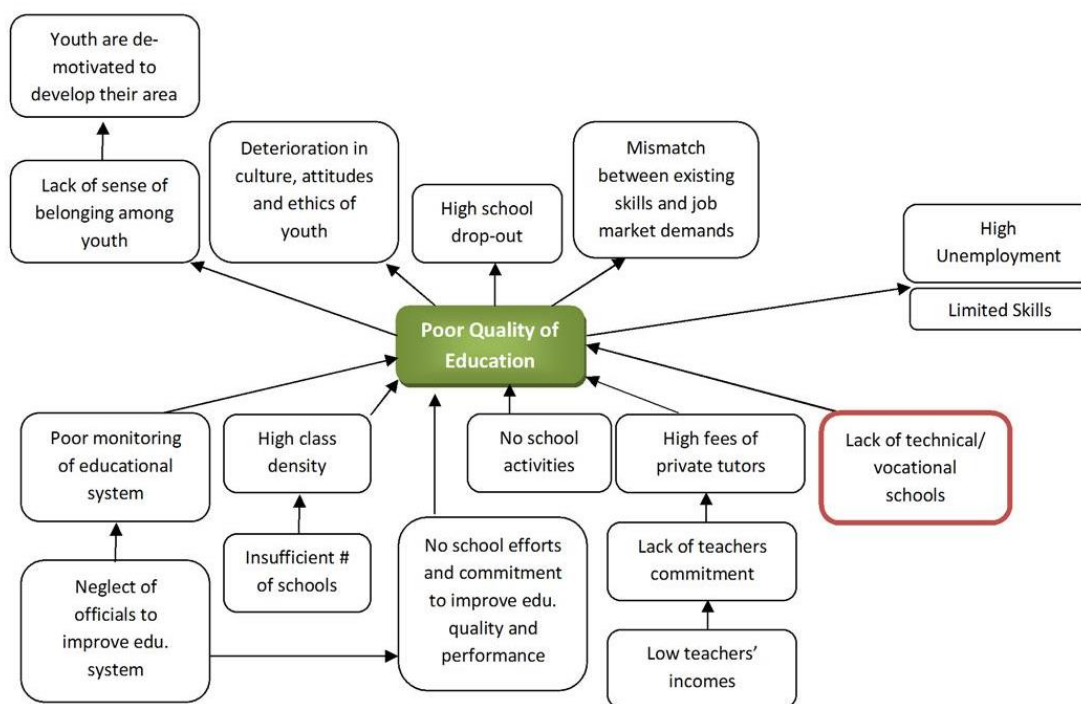 Youth are de-
motivated to
develop their area
Lack of sense of
belonging among
youth
Deterioration in
culture, attitudes
and ethics of
youth
High school
drop-out
Mismatch
between existing
skills and job
market demands
High
Unemployment
Limited Skills
Poor Quality of
Education
Poor monitoring
of educational
system
High class
density
No school
activities
High fees of
private tutors
Lack of technical/
vocational
schools
Neglect of
officials to
improve edu.
system
Insufficient #
of schools
No school efforts
and commitment
to improve edu.
quality and
performance
Lack of teachers
commitment
Low teachers’
incomes